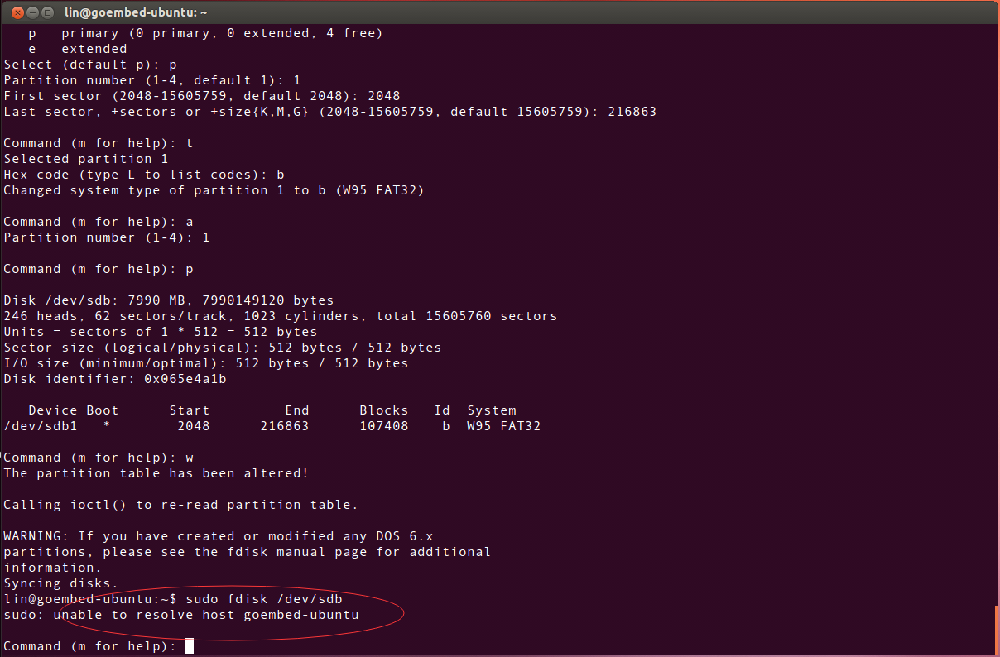 lin@goembed-ubuntu: ~
p   primary (0 primary, 0 extended, 4 free)
e   extended
Select (default p): p
Partition number (1-4, default 1): 1
First sector (2048-15605759, default 2048): 2048
Last sector, +sectors or +size{K,M,G} (2048-15605759, default 15605759): 216863
Command (m for help): t
Selected partition 1
Hex code (type L to list codes): b
Changed system type of partition 1 to b (W95 FAT32)
Command (m for help): a
Partition number (1-4): 1
Command (m for help): p
Disk /dev/sdb: 7990 MB, 7990149120 bytes
246 heads, 62 sectors/track, 1023 cylinders, total 15605760 sectors
Units = sectors of 1 * 512 = 512 bytes
Sector size (logical/physical): 512 bytes / 512 bytes
I/O size (minimum/optimal): 512 bytes / 512 bytes
Disk identifier: 0x065e4a1b
Device Boot      Start         End      Blocks   Id  System
/dev/sdb1   *        2048      216863      107408    b  W95 FAT32
Command (m for help): w
The partition table has been altered!
Calling ioctl() to re-read partition table.
WARNING: If you have created or modified any DOS 6.x
partitions, please see the fdisk manual page for additional
information.
Syncing disks.
lin@goembed-ubuntu:~$ sudo fdisk /dev/sdb
sudo: unable to resolve host goembed-ubuntu
Command (m for help):